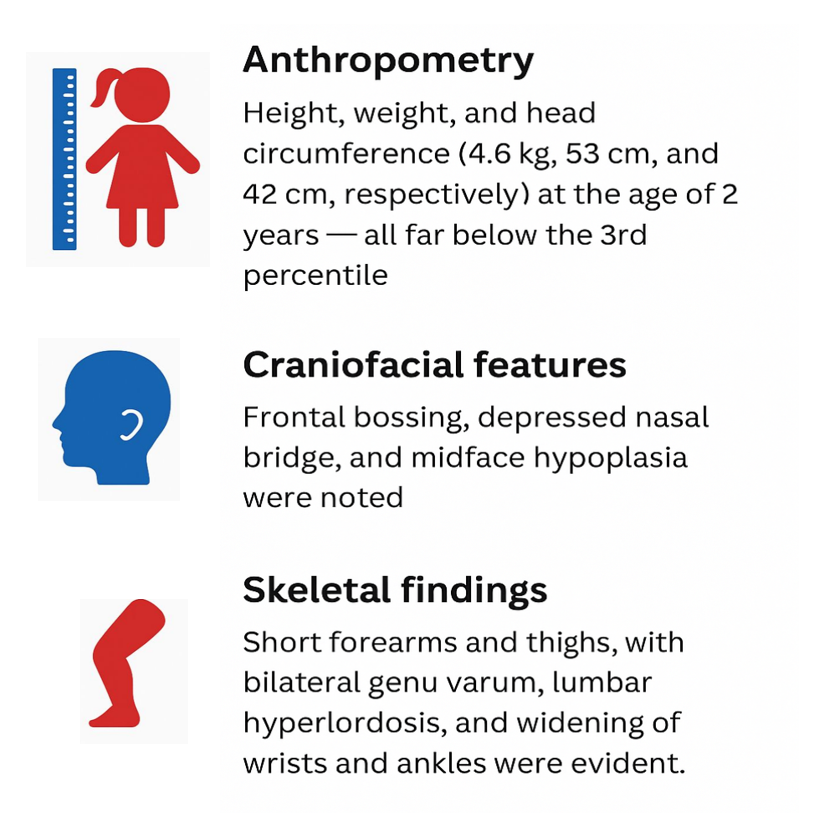 Anthropometry
Height, weight, and head
circumference (4.6 kg, 53 cm, and
42 cm, respectively) at the age of 2
years — all far below the 3rd
percentile
Craniofacial features
Frontal bossing, depressed nasal
bridge, and midface hypoplasia
were noted
Skeletal findings
Short forearms and thighs, with
bilateral genu varum, lumbar
hyperlordosis, and widening of
wrists and ankles were evident.